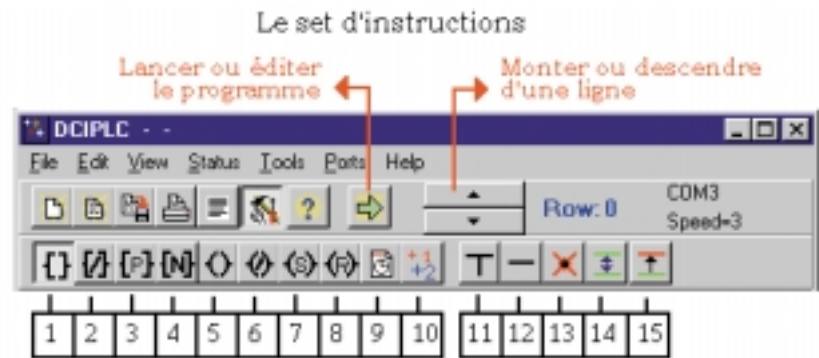 Le set d'instructions
Lancer ou éditer
le programme
Monter ou descendre
d'une ligne
DCIPLC - -
File Edit View Status Tools Ports Help
Row: 0
COM3
Speed=3
{ } {/} {P} {N} ( ) (/) (S) (R) +1 +2
1 2 3 4 5 6 7 8 9 10 11 12 13 14 15